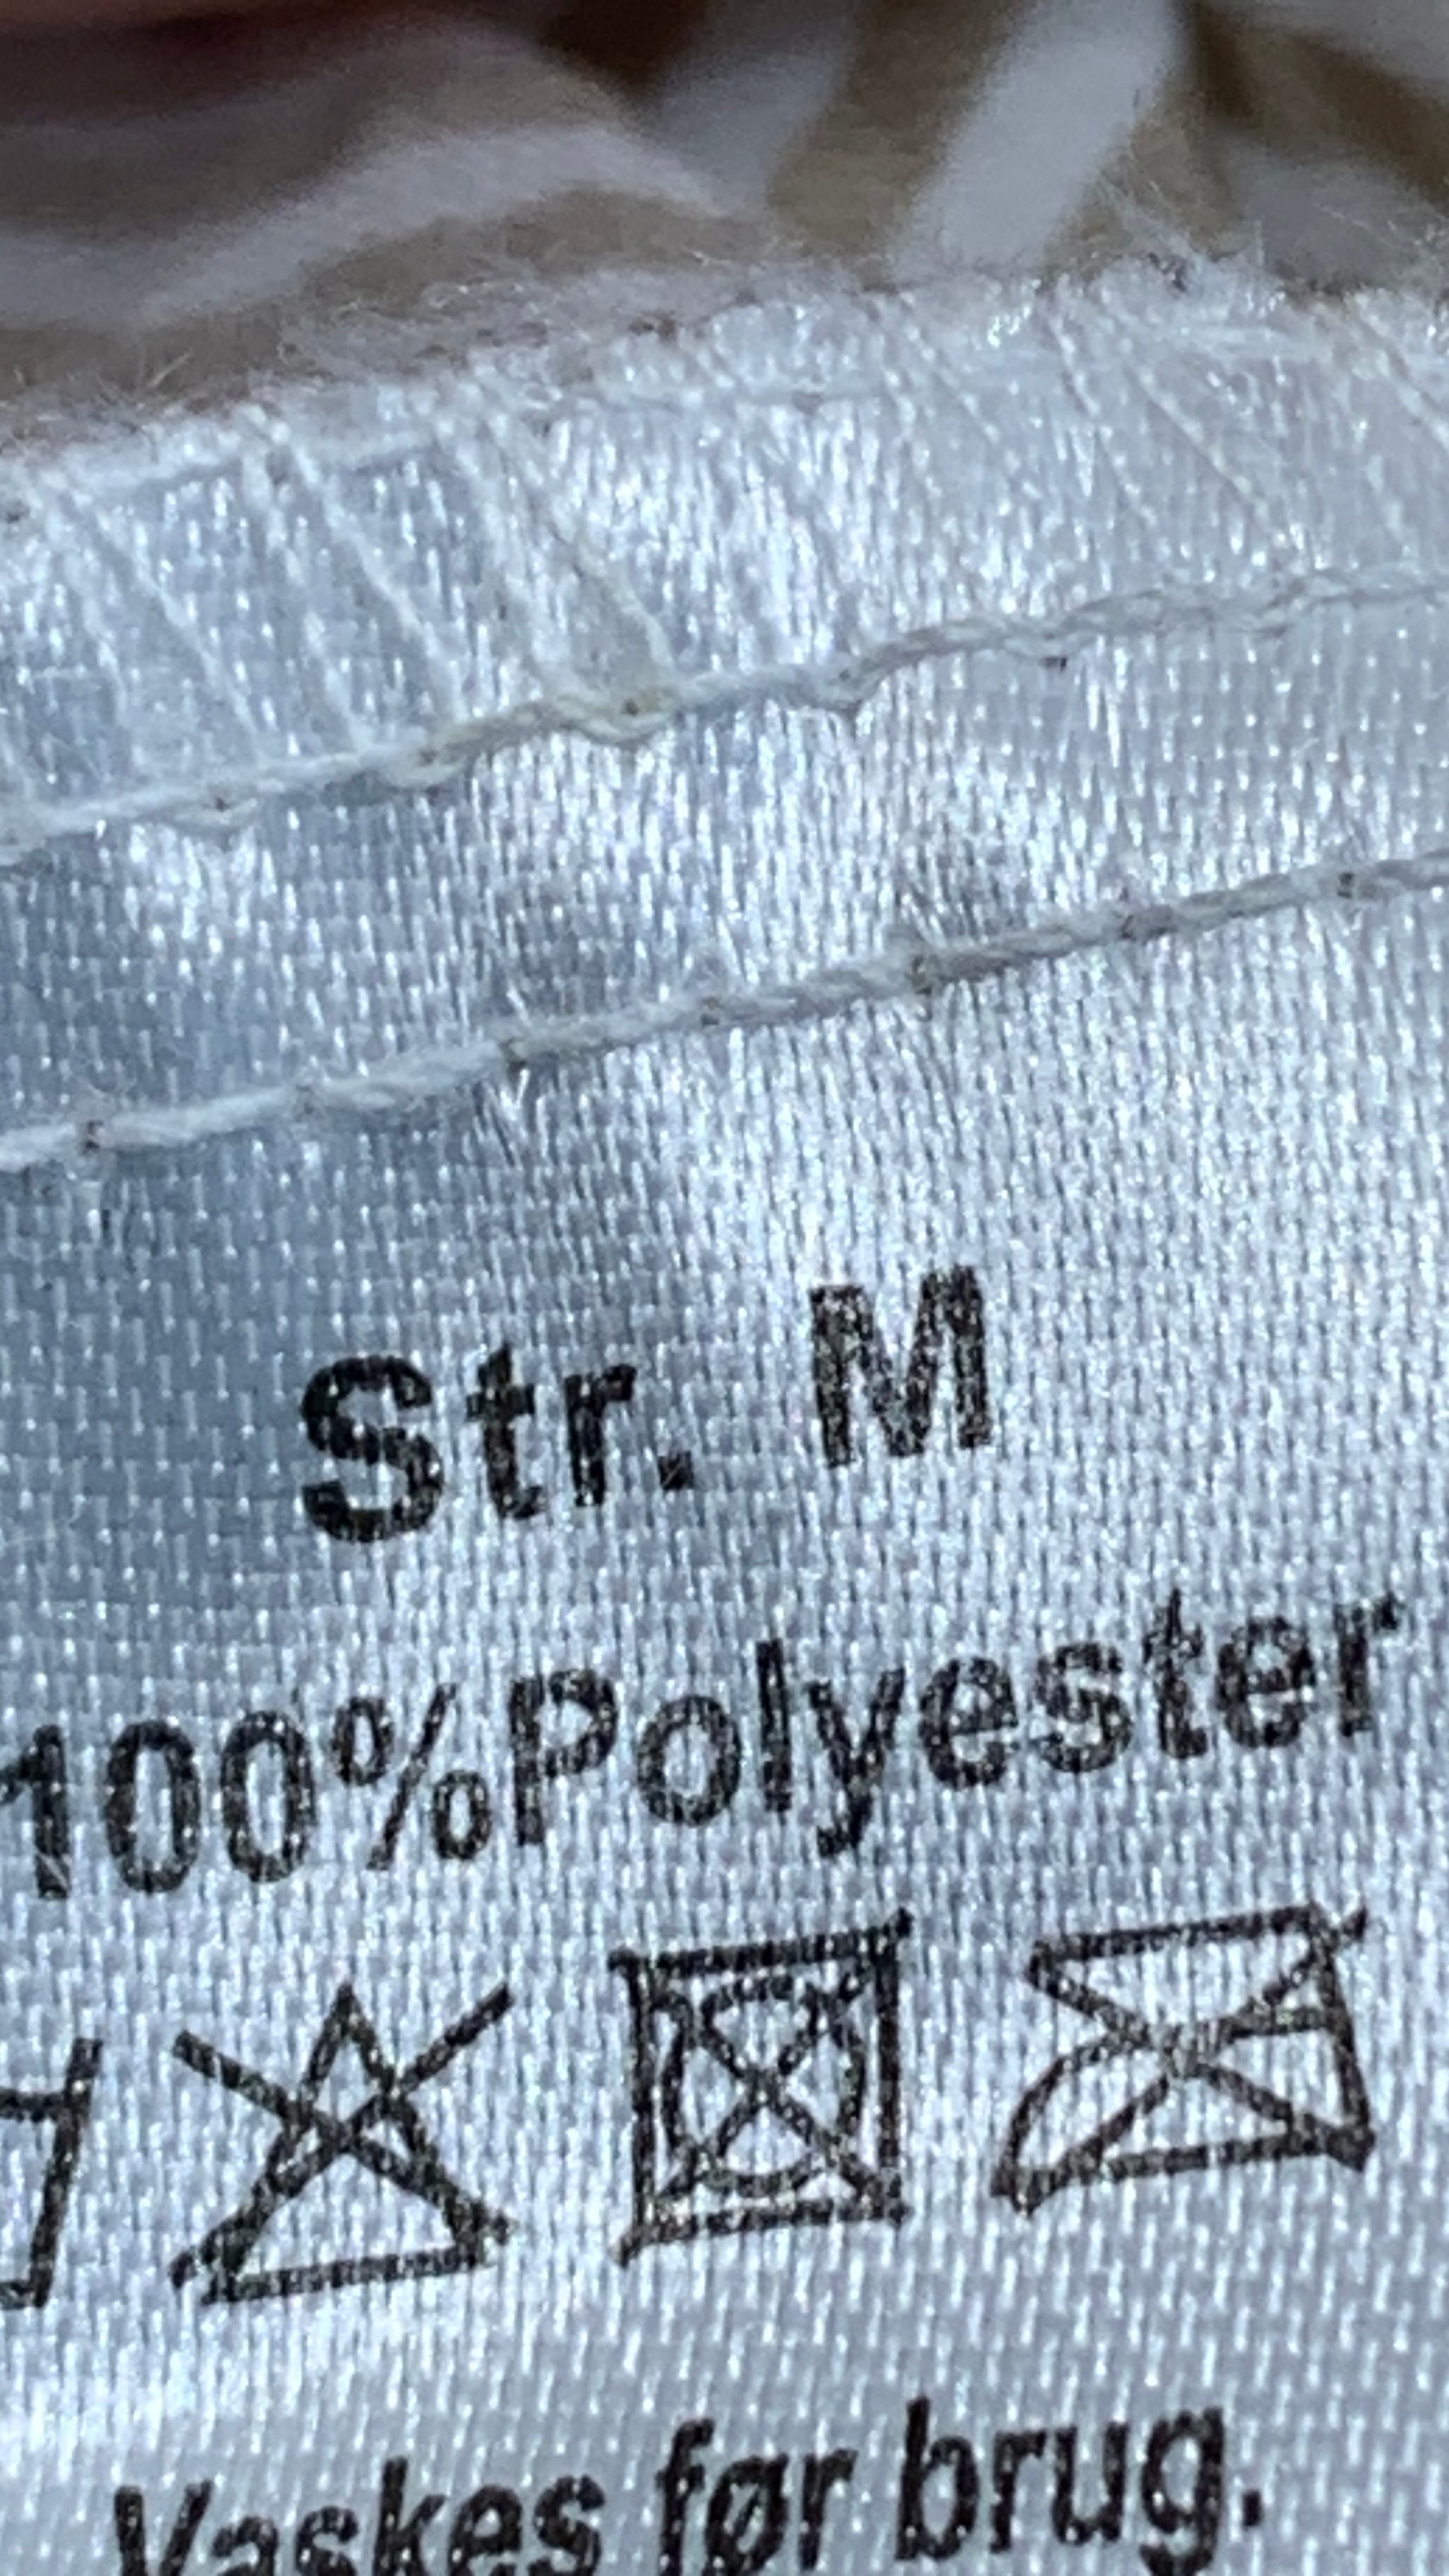 Str. M
100%Polyester
Vaskes før brug.